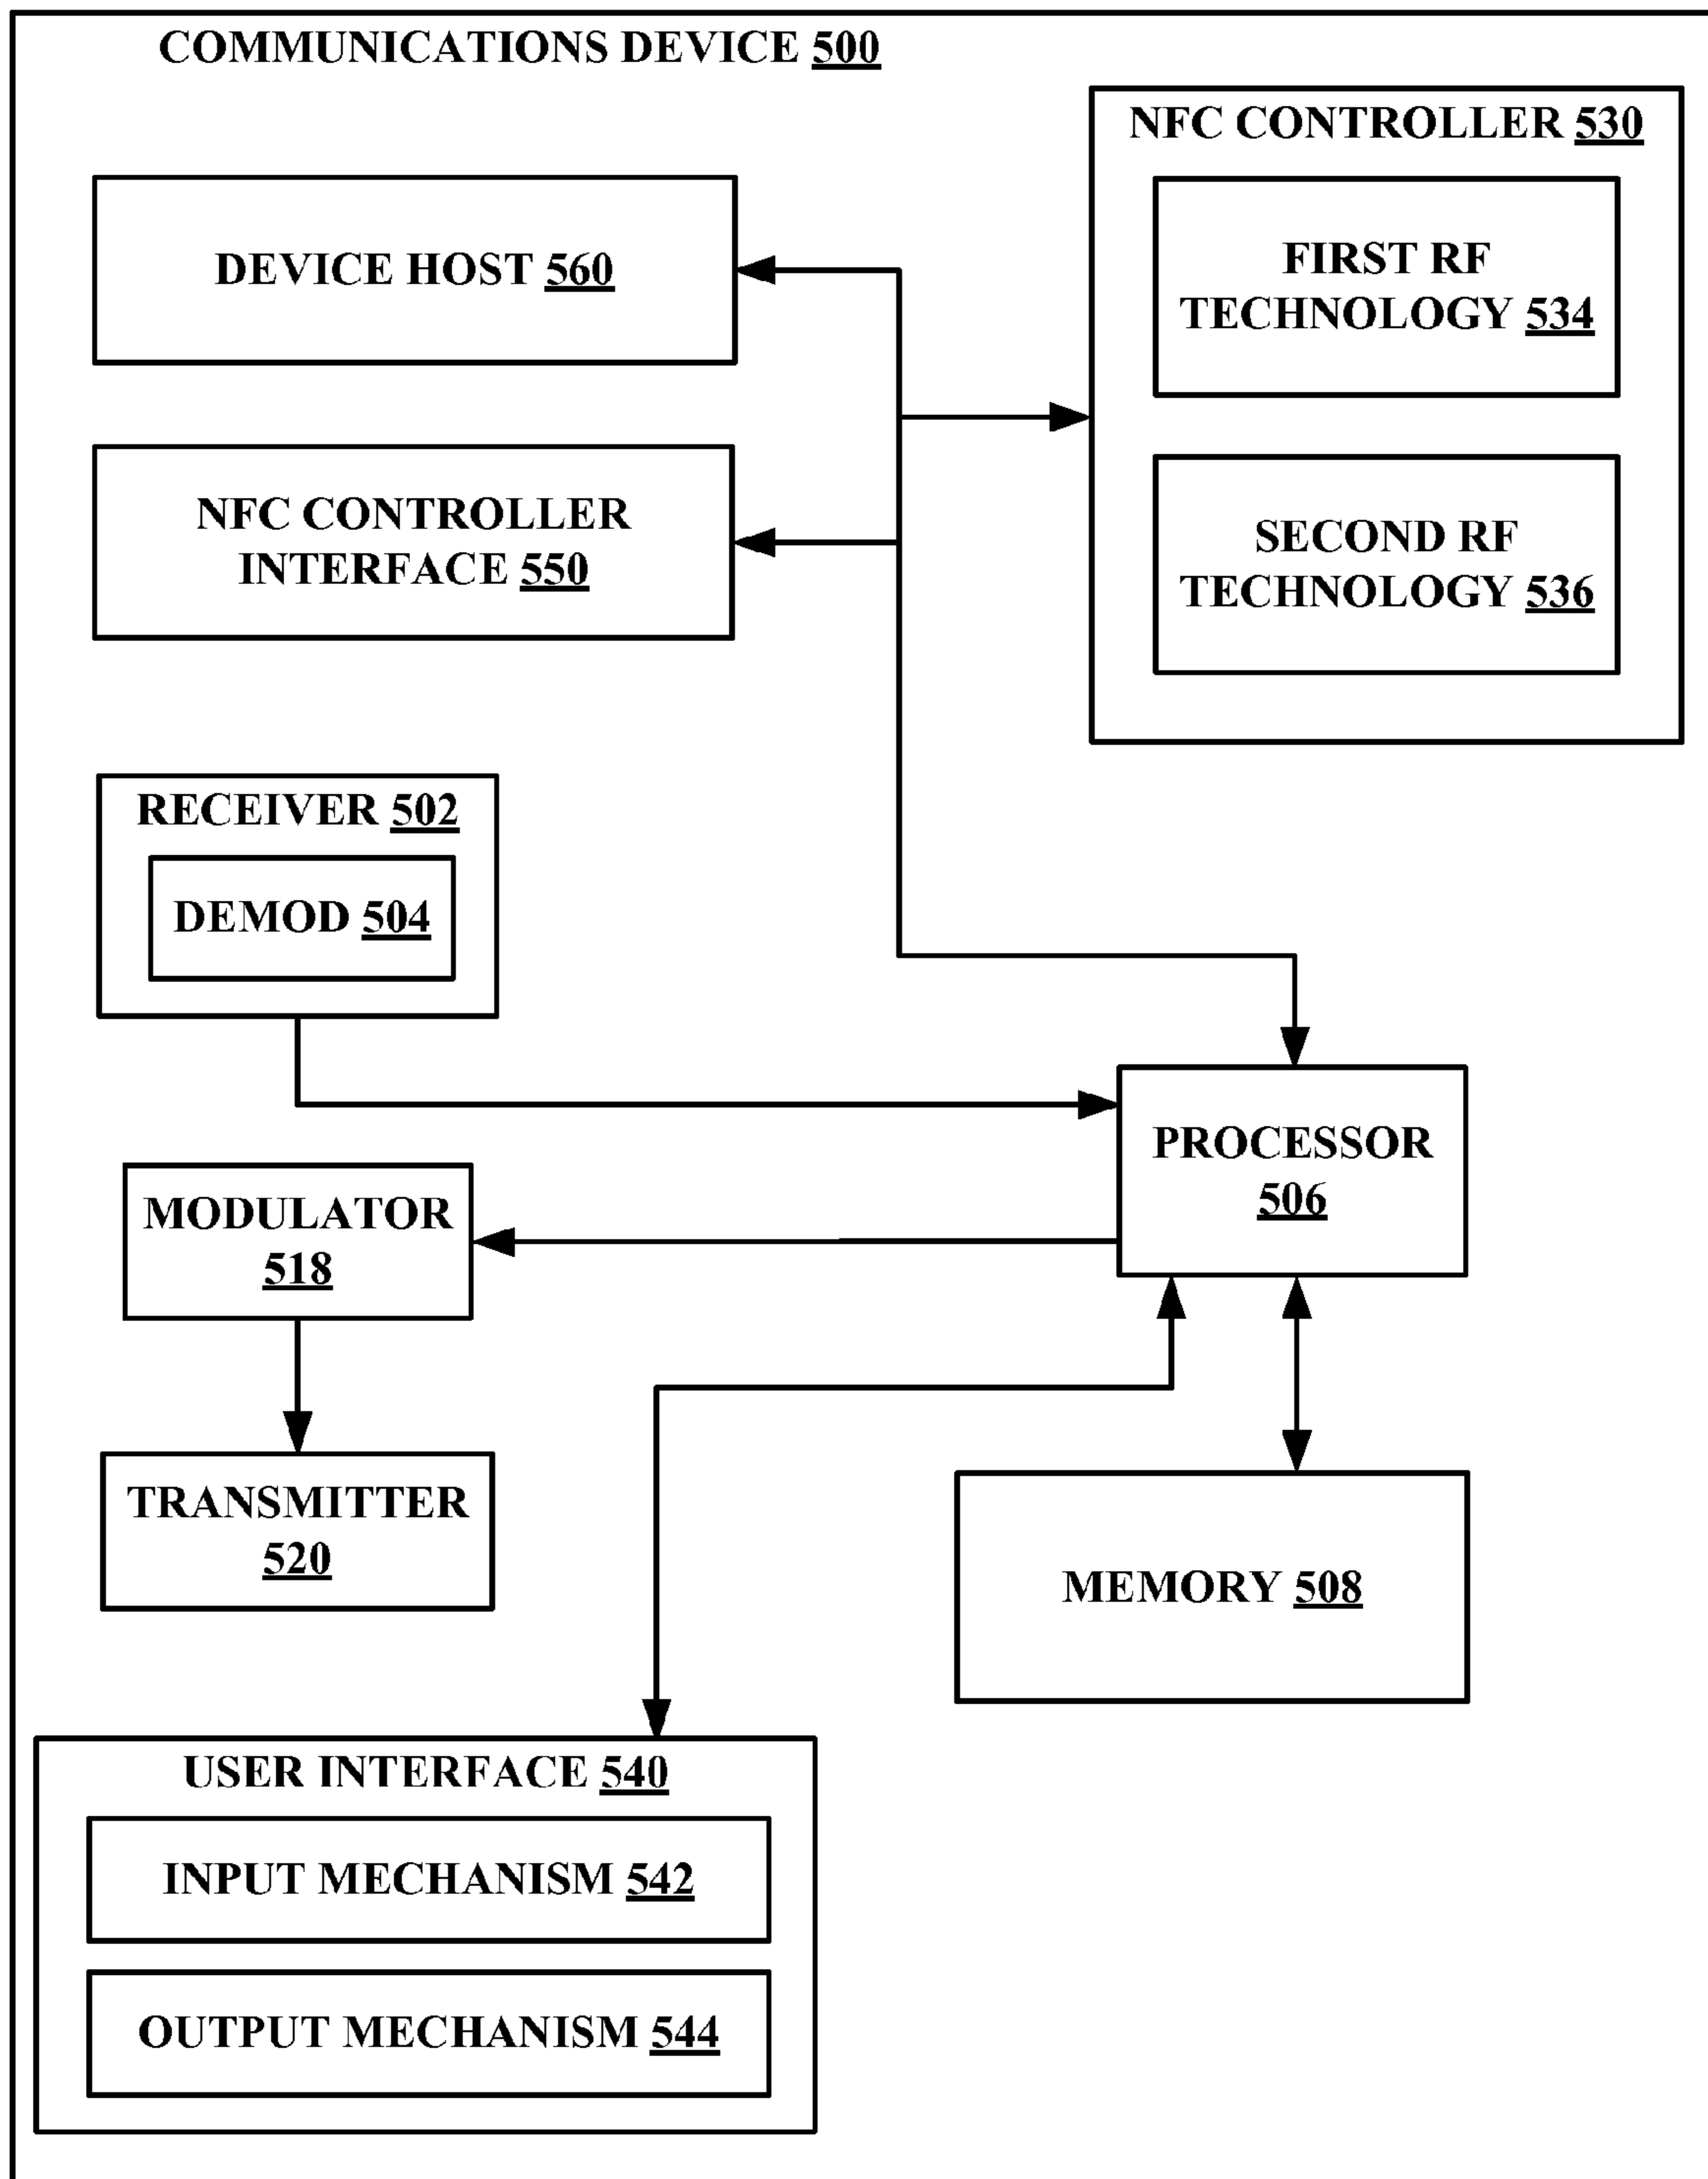 COMMUNICATIONS DEVICE 500
NFC CONTROLLER 530
FIRST RF
TECHNOLOGY 534
SECOND RF
TECHNOLOGY 536
DEVICE HOST 560
NFC CONTROLLER
INTERFACE 550
RECEIVER 502
DEMOD 504
PROCESSOR
506
MODULATOR
518
TRANSMITTER
520
MEMORY 508
USER INTERFACE 540
INPUT MECHANISM 542
OUTPUT MECHANISM 544